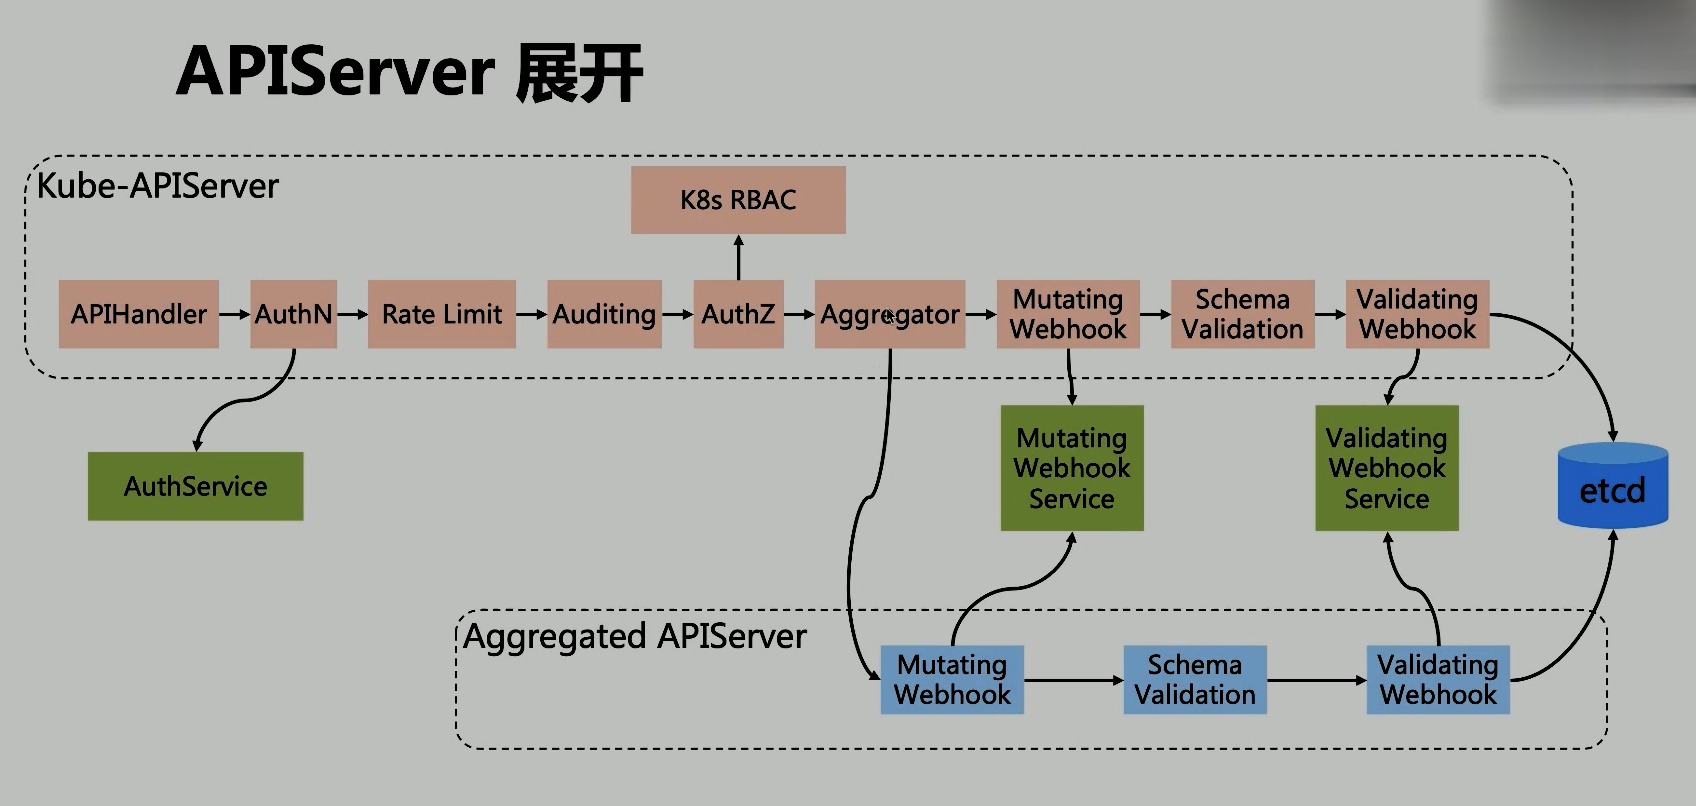 APIServer 展开
Kube-APIServer
K8s RBAC
APIHandler
AuthN
Rate Limit
Auditing
AuthZ
Aggregator
Mutating
Webhook
Schema
Validation
Validating
Webhook
AuthService
Mutating
Webhook
Service
Validating
Webhook
Service
etcd
Aggregated APIServer
Mutating
Webhook
Schema
Validation
Validating
Webhook